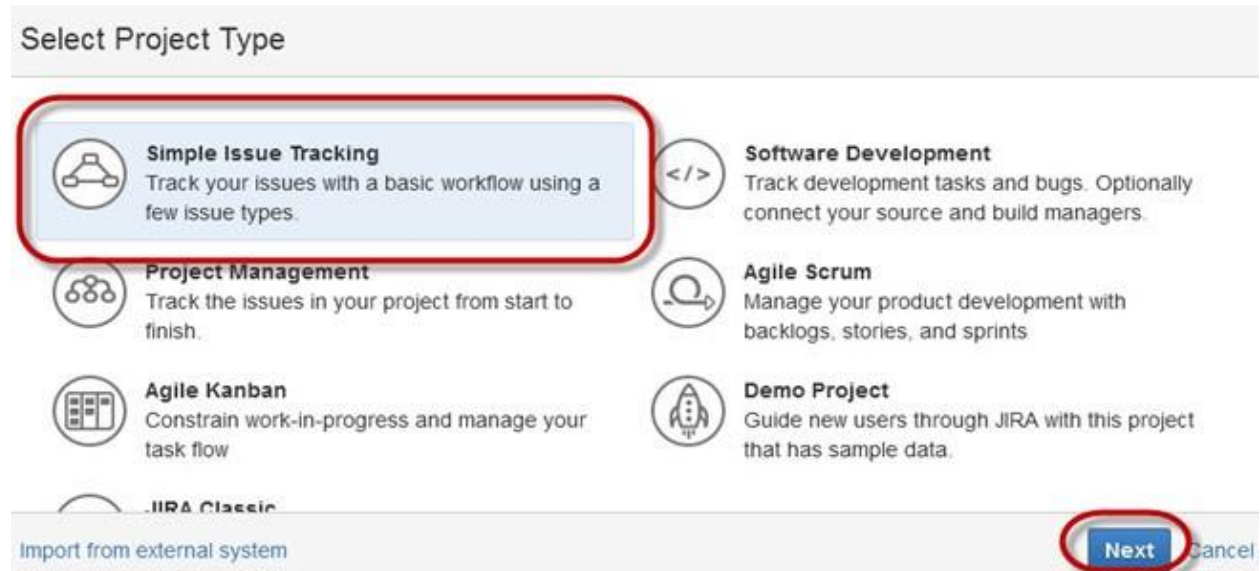 Select Project Type
Simple Issue Tracking
Track your issues with a basic workflow using a
few issue types.
</>
Software Development
Track development tasks and bugs. Optionally
connect your source and build managers.
Project Management
Track the issues in your project from start to
finish.
Agile Scrum
Manage your product development with
backlogs, stories, and sprints
Agile Kanban
Constrain work-in-progress and manage your
task flow
Demo Project
Guide new users through JIRA with this project
that has sample data.
JIRA Classic
Import from external system
Next
Cancel